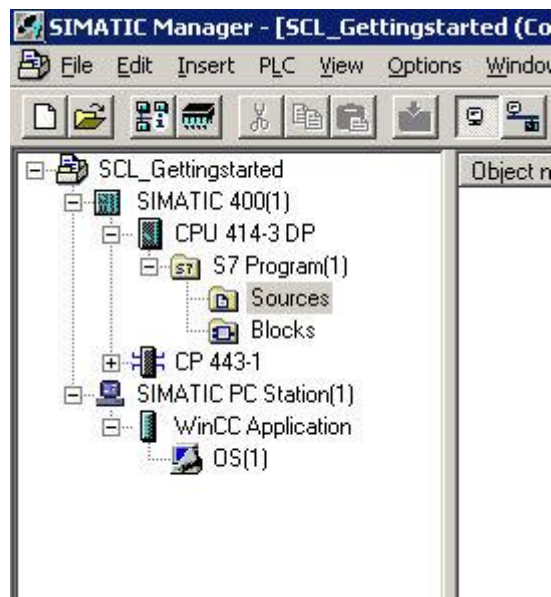 SIMATIC Manager - [SCL_Gettingstarted (Co
File Edit Insert PLC View Options Window
SCL_Gettingstarted
Object n
SIMATIC 400(1)
CPU 414-3 DP
S7 S7 Program(1)
Sources
Blocks
CP 443-1
SIMATIC PC Station(1)
WinCC Application
OS(1)